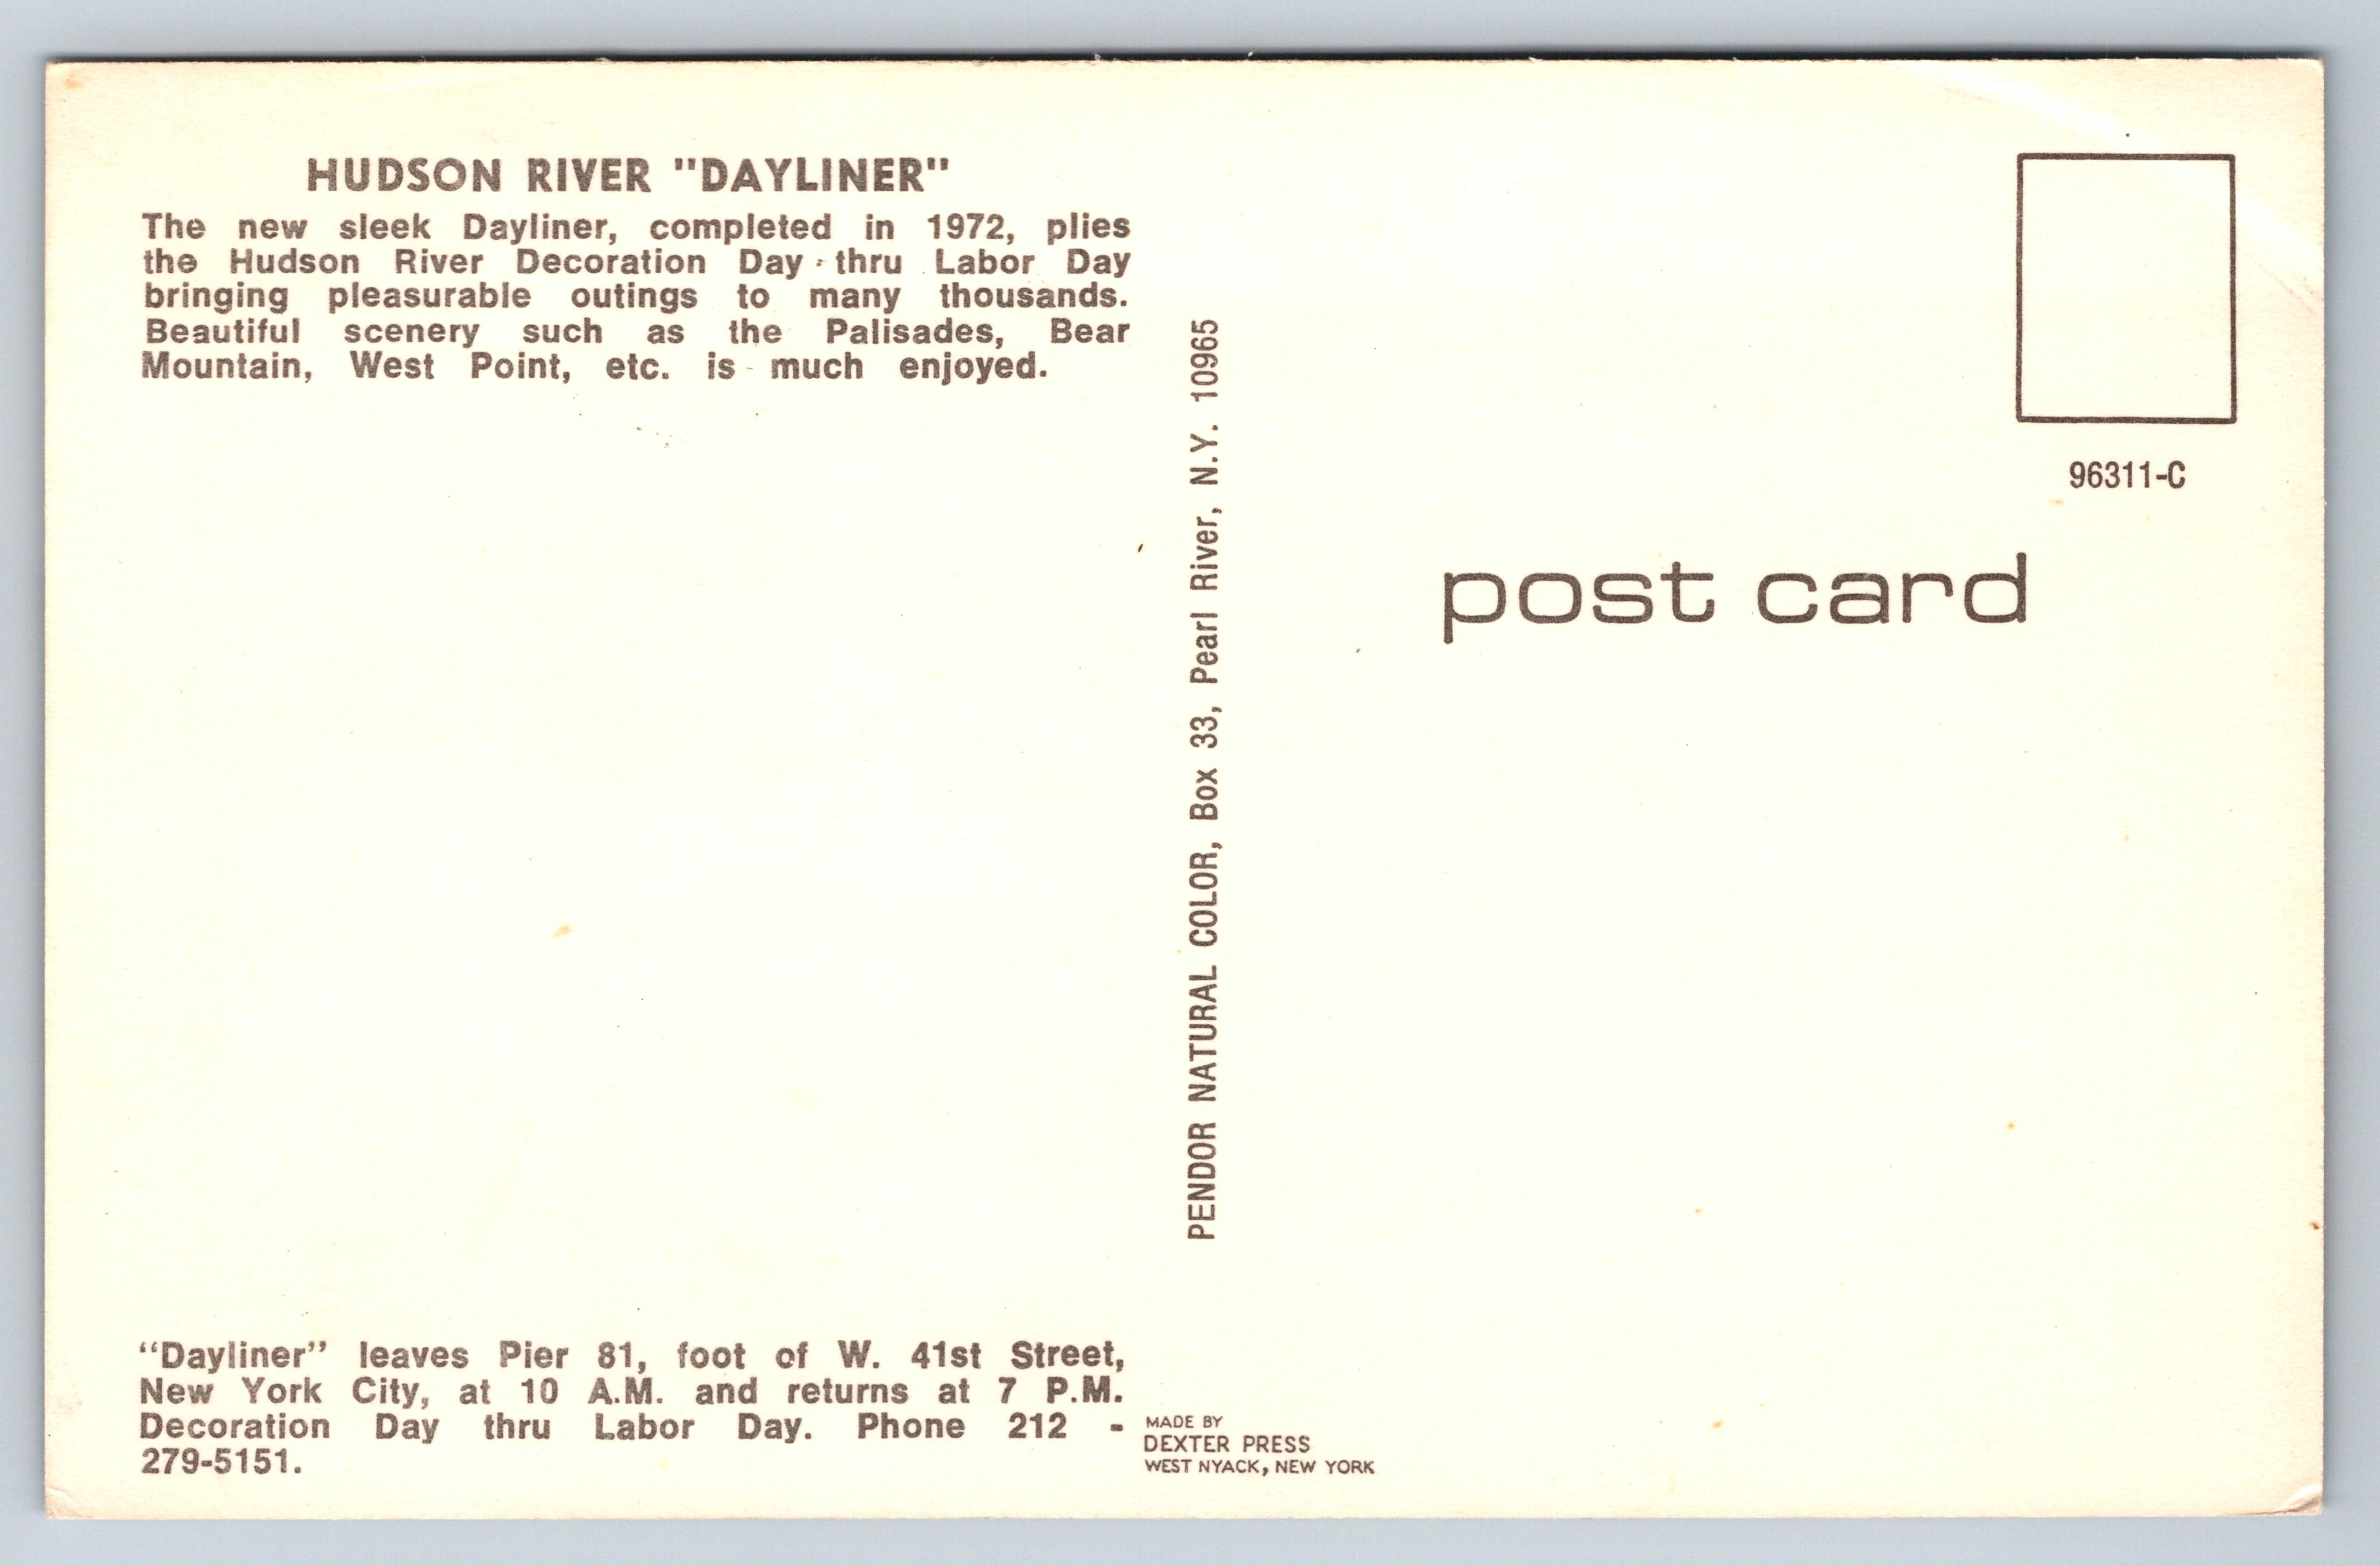 HUDSON RIVER "DAYLINER"
The new sleek Dayliner, completed in 1972, plies
the Hudson River Decoration Day thru Labor Day
bringing pleasurable outings to many thousands.
Beautiful scenery such as the Palisades, Bear
Mountain, West Point, etc. is much enjoyed.
"Dayliner" leaves Pier 81, foot of W. 41st Street,
New York City, at 10 A.M. and returns at 7 P.M.
Decoration Day thru Labor Day. Phone 212 -
279-5151.
PENDOR NATURAL COLOR, Box 33, Pearl River, N.Y. 10965
MADE BY
DEXTER PRESS
WEST NYACK, NEW YORK
96311-C
post card